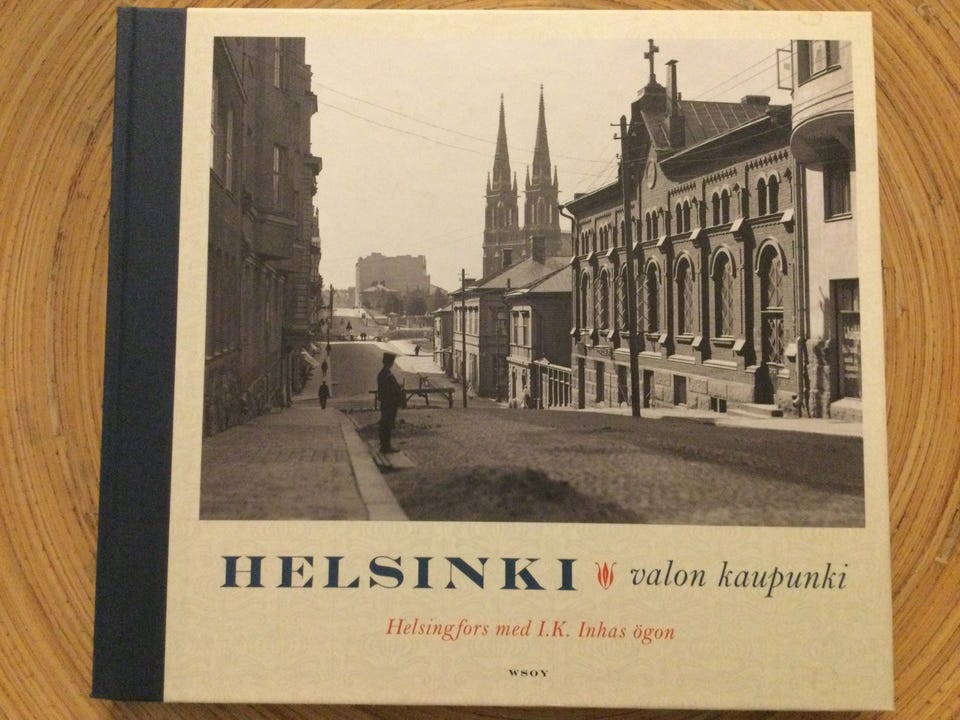 HELSINKI valon kaupunki
Helsingfors med I.K. Inhas ögon
WSOY